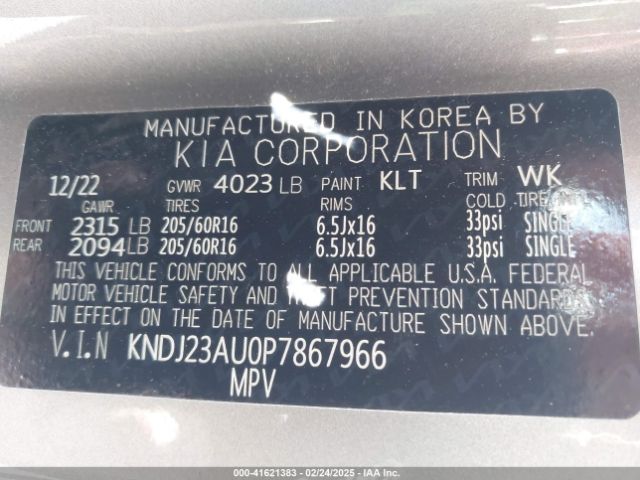 MANUFACTURED IN KOREA BY
KIA CORPORATION
12/22 GVWR 4023 LB PAINT KLT TRIM WK
GAWR TIRES RIMS COLD TIRE
FRONT 2315 LB 205/60R16 6.5Jx16 33psi SINGLE
REAR 2094 LB 205/60R16 6.5Jx16 33psi SINGLE
THIS VEHICLE CONFORMS TO ALL APPLICABLE U.S.A. FEDERAL
MOTOR VEHICLE SAFETY AND THEFT PREVENTION STANDARDS
IN EFFECT ON THE DATE OF MANUFACTURE SHOWN ABOVE.
V.I.N KNDJ23AU0P7867966
MPV
000-41621383 - 02/24/2025 - IAA Inc.